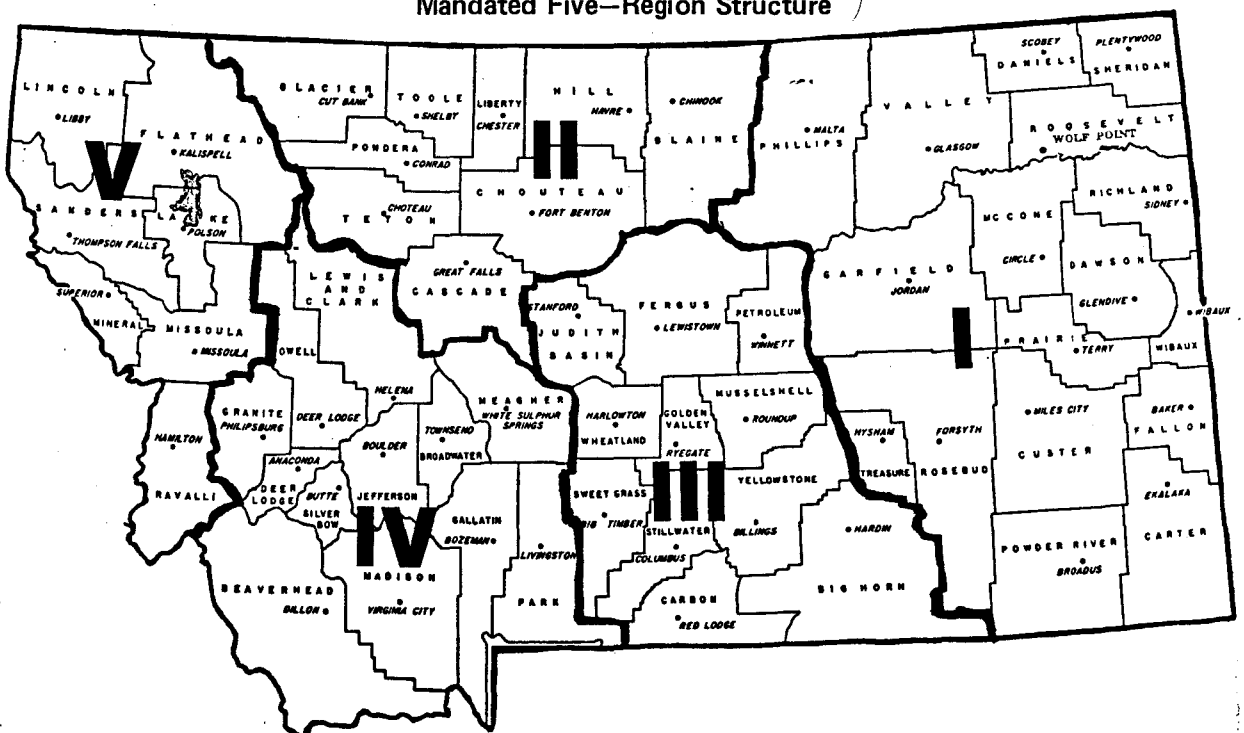 Mandated Five—Region Structure
LINCOLN
LIBBY
FLATHEAD
KALISPELL
V
SANDERS
THOMPSON FALLS
LAKE
POLSON
SUPERIOR
MINERAL
MISSOULA
MISSOULA
HAMILTON
RAVALLI
GLACIER
CUT BANK
TOOLE
SHELBY
LIBERTY
CHESTER
HILL
HAVRE
CHINOOK
BLAINE
PONDERA
CONRAD
II
CHOUTEAU
FORT BENTON
CHOTEAU
TETON
GREAT FALLS
CASCADE
LEWIS
AND
CLARK
OWELL
HELENA
GRANITE
PHILIPSBURG
DEER LODGE
ANACONDA
DEER
LODGE
BUTTE
SILVER
BOW
BOULDER
JEFFERSON
TOWNSEND
BROADWATER
MEAGHER
WHITE SULPHUR
SPRINGS
IV
MADISON
VIRGINIA CITY
BEAVERHEAD
DILLON
GALLATIN
BOZEMAN
LIVINGSTON
PARK
STANFORD
JUDITH
BASIN
FERGUS
LEWISTOWN
PETROLEUM
WINNETT
HARLOWTON
WHEATLAND
GOLDEN
VALLEY
RYEGATE
MUSSELSHELL
ROUNDUP
III
SWEET GRASS
BIG TIMBER
STILLWATER
COLUMBUS
YELLOWSTONE
BILLINGS
CARBON
RED LODGE
HARDIN
BIG HORN
MALTA
PHILLIPS
VALLEY
GLASGOW
SCOBEY
DANIELS
PLENTYWOOD
SHERIDAN
ROOSEVELT
WOLF POINT
RICHLAND
SIDNEY
MCCONE
CIRCLE
DAWSON
GLENDIVE
GARFIELD
JORDAN
I
PRAIRIE
TERRY
WIBAUX
WIBAUX
HYSHAM
TREASURE
FORSYTH
ROSEBUD
MILES CITY
CUSTER
BAKER
FALLON
EKALAKA
CARTER
POWDER RIVER
BROADUS